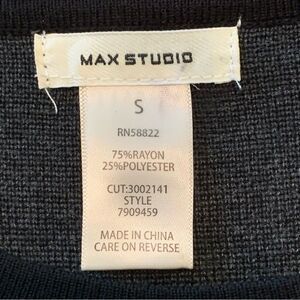 MAX STUDIO
S
RN58822
75%RAYON
25%POLYESTER
CUT:3002141
STYLE
7909459
MADE IN CHINA
CARE ON REVERSE